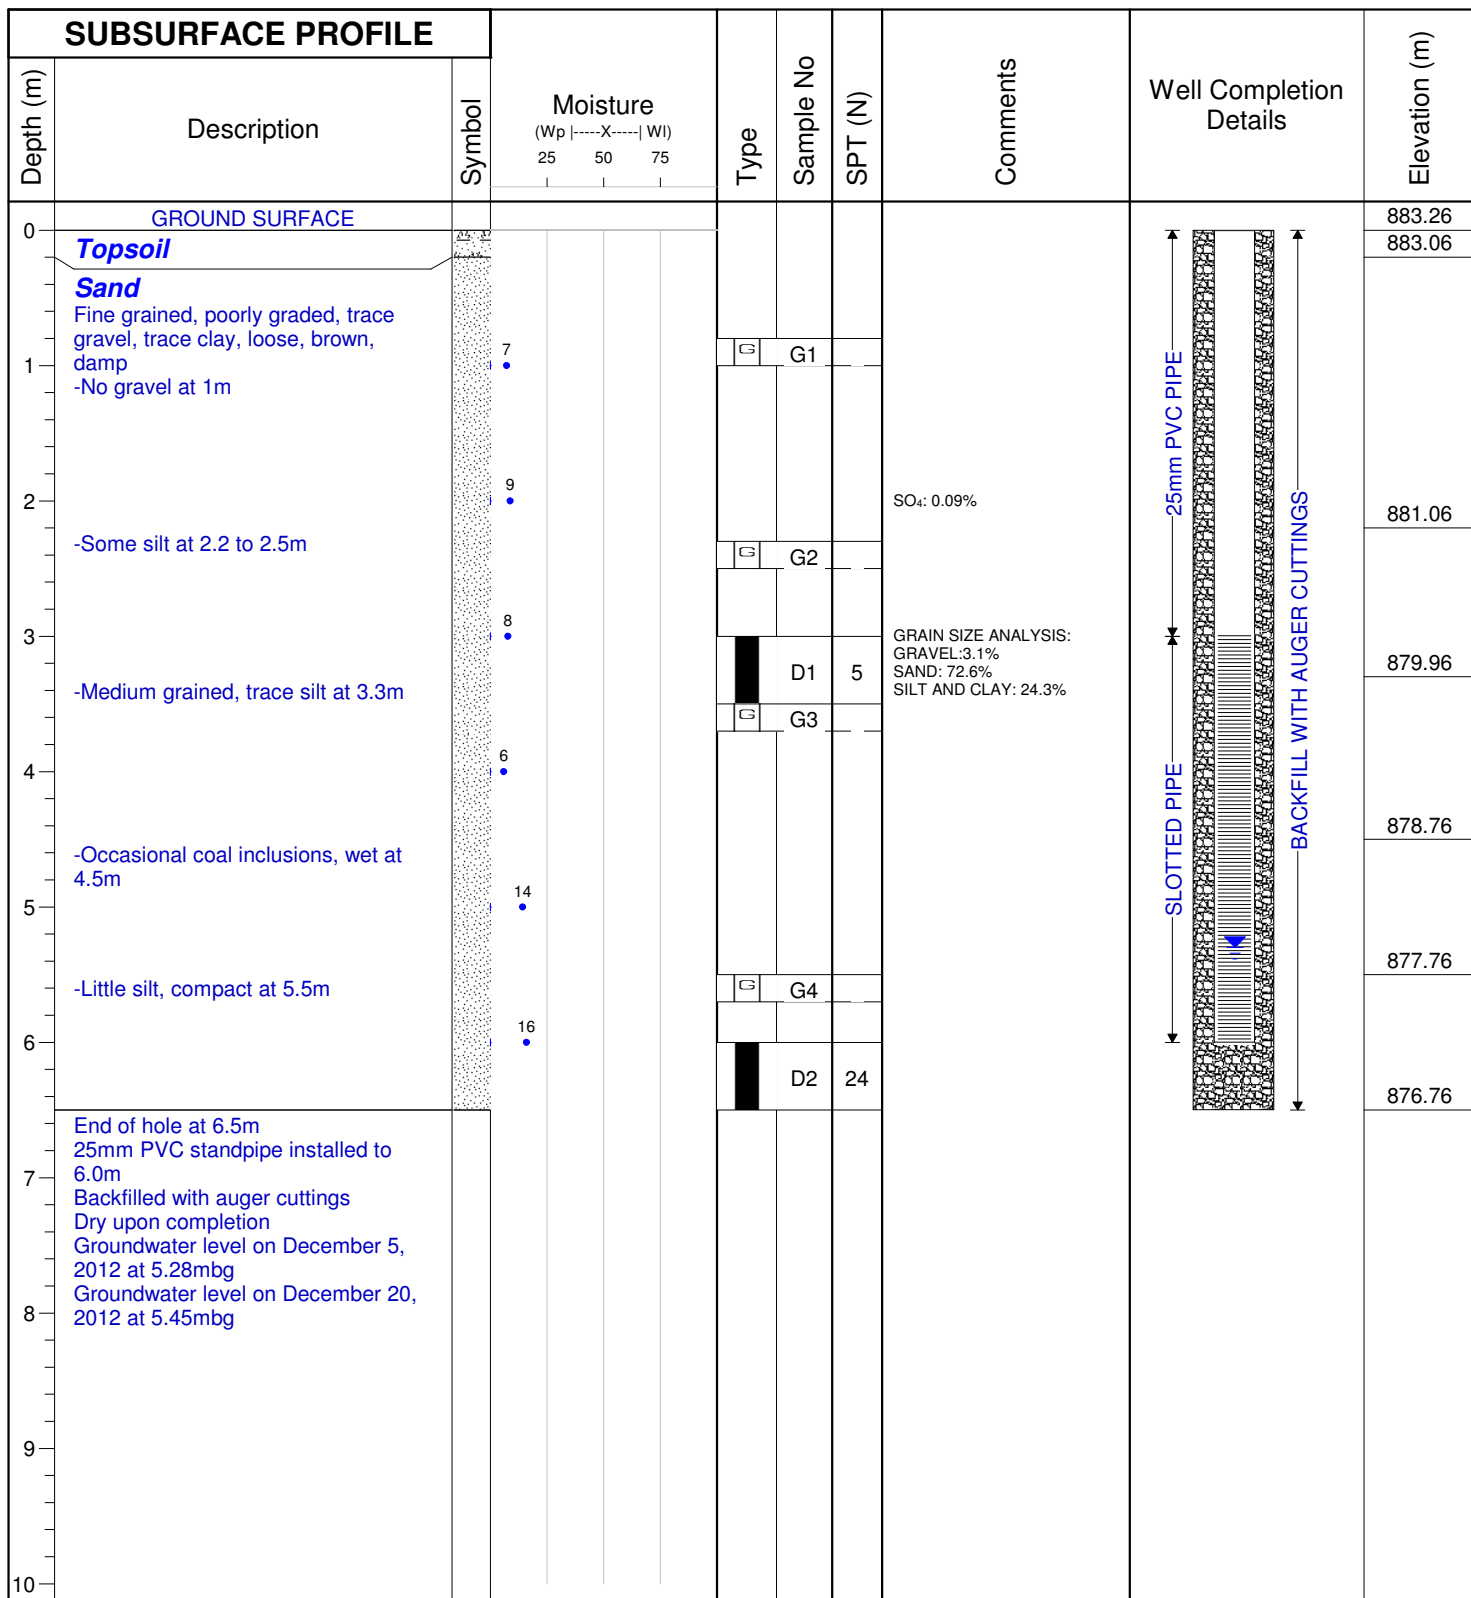 SUBSURFACE PROFILE
Depth (m)
Description
Symbol
Moisture
(Wp |-----X-----| Wl)
25 50 75
Type
Sample No
SPT (N)
Comments
Well Completion
Details
Elevation (m)
GROUND SURFACE
883.26
0
Topsoil
883.06
Sand
Fine grained, poorly graded, trace
gravel, trace clay, loose, brown,
damp
-No gravel at 1m
1
7
G G1
2
9
SO₄: 0.09%
881.06
-Some silt at 2.2 to 2.5m
G G2
3
8
D1 5
GRAIN SIZE ANALYSIS:
GRAVEL:3.1%
SAND: 72.6%
SILT AND CLAY: 24.3%
879.96
-Medium grained, trace silt at 3.3m
G G3
4
6
878.76
-Occasional coal inclusions, wet at
4.5m
5
14
877.76
-Little silt, compact at 5.5m
G G4
6
16
D2 24
876.76
25mm PVC PIPE
SLOTTED PIPE
BACKFILL WITH AUGER CUTTINGS
End of hole at 6.5m
25mm PVC standpipe installed to
6.0m
Backfilled with auger cuttings
Dry upon completion
Groundwater level on December 5,
2012 at 5.28mbg
Groundwater level on December 20,
2012 at 5.45mbg
7
8
9
10